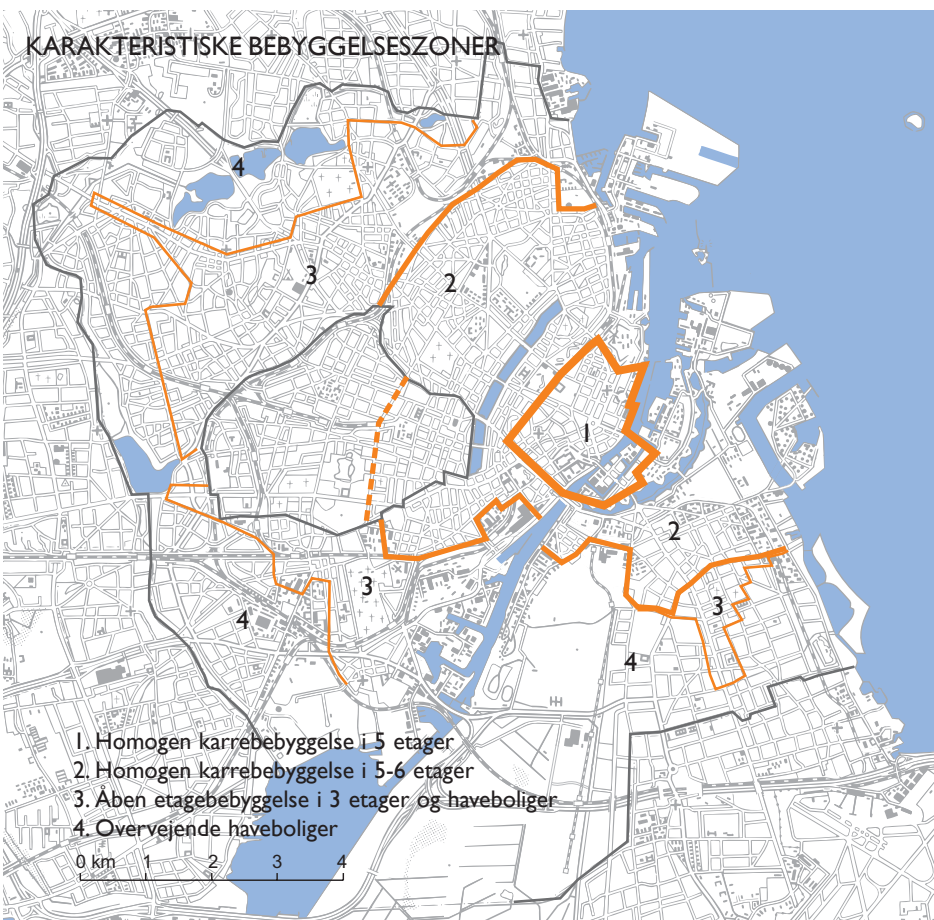 KARAKTERISTISKE BEBYGGELSESZONER
4
3
2
1
2
3
3
4
4
1. Homogen karrebebyggelse i 5 etager
2. Homogen karrebebyggelse i 5-6 etager
3. Åben etagebebyggelse i 3 etager og haveboliger
4. Overvejende haveboliger
0 km 1 2 3 4